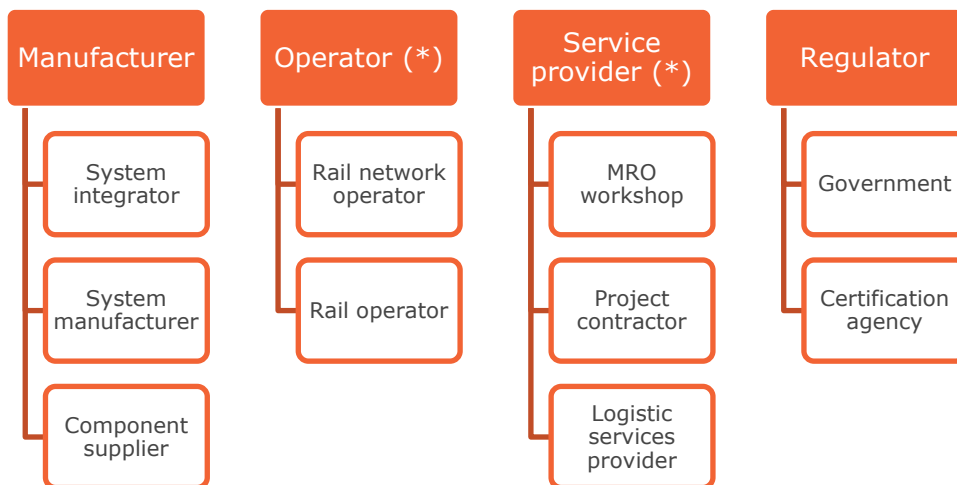 Manufacturer
System
integrator
System
manufacturer
Component
supplier
Operator (*)
Rail network
operator
Rail operator
Service
provider (*)
MRO
workshop
Project
contractor
Logistic
services
provider
Regulator
Government
Certification
agency